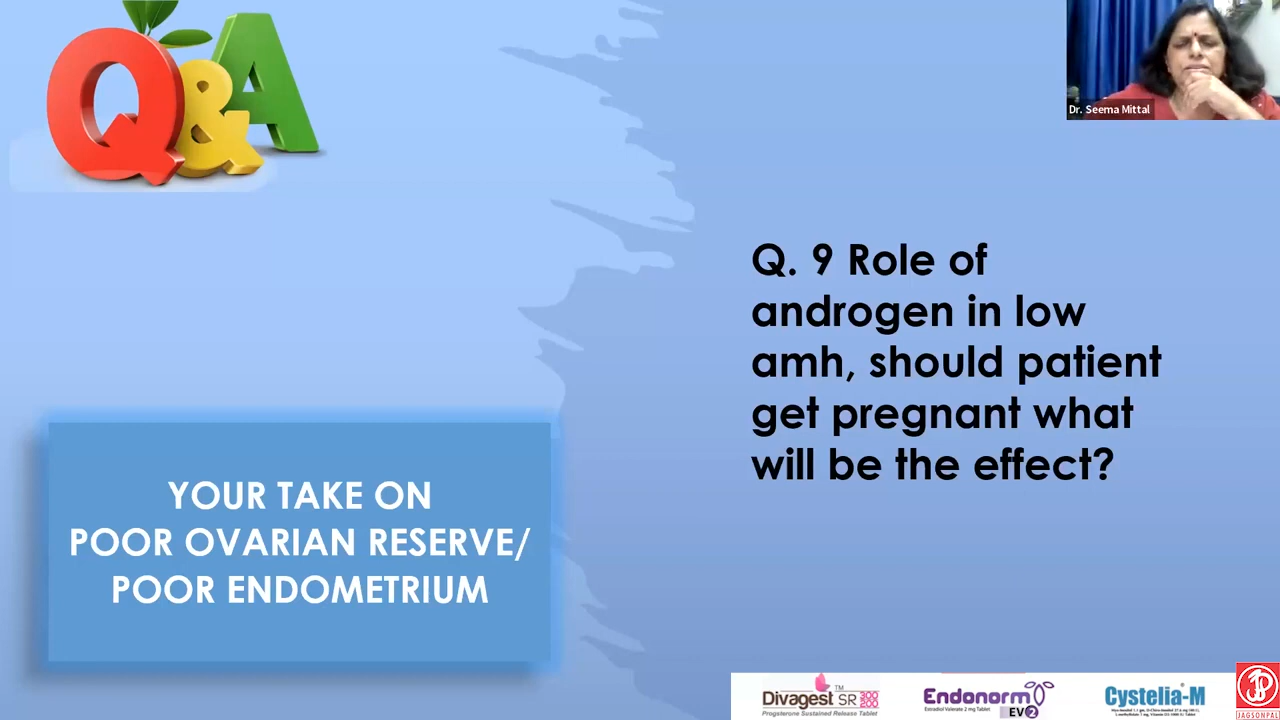 Q&A
Dr. Seema Mittal
Q. 9 Role of
androgen in low
amh, should patient
get pregnant what
will be the effect?
YOUR TAKE ON
POOR OVARIAN RESERVE/
POOR ENDOMETRIUM
Divagest SR 300 200
TM
Progesterone Sustained Release Tablet
Endonorm
EV2
Estradiol Valerate 2 mg Tablet
Cystelia-M
JAGSONPAL